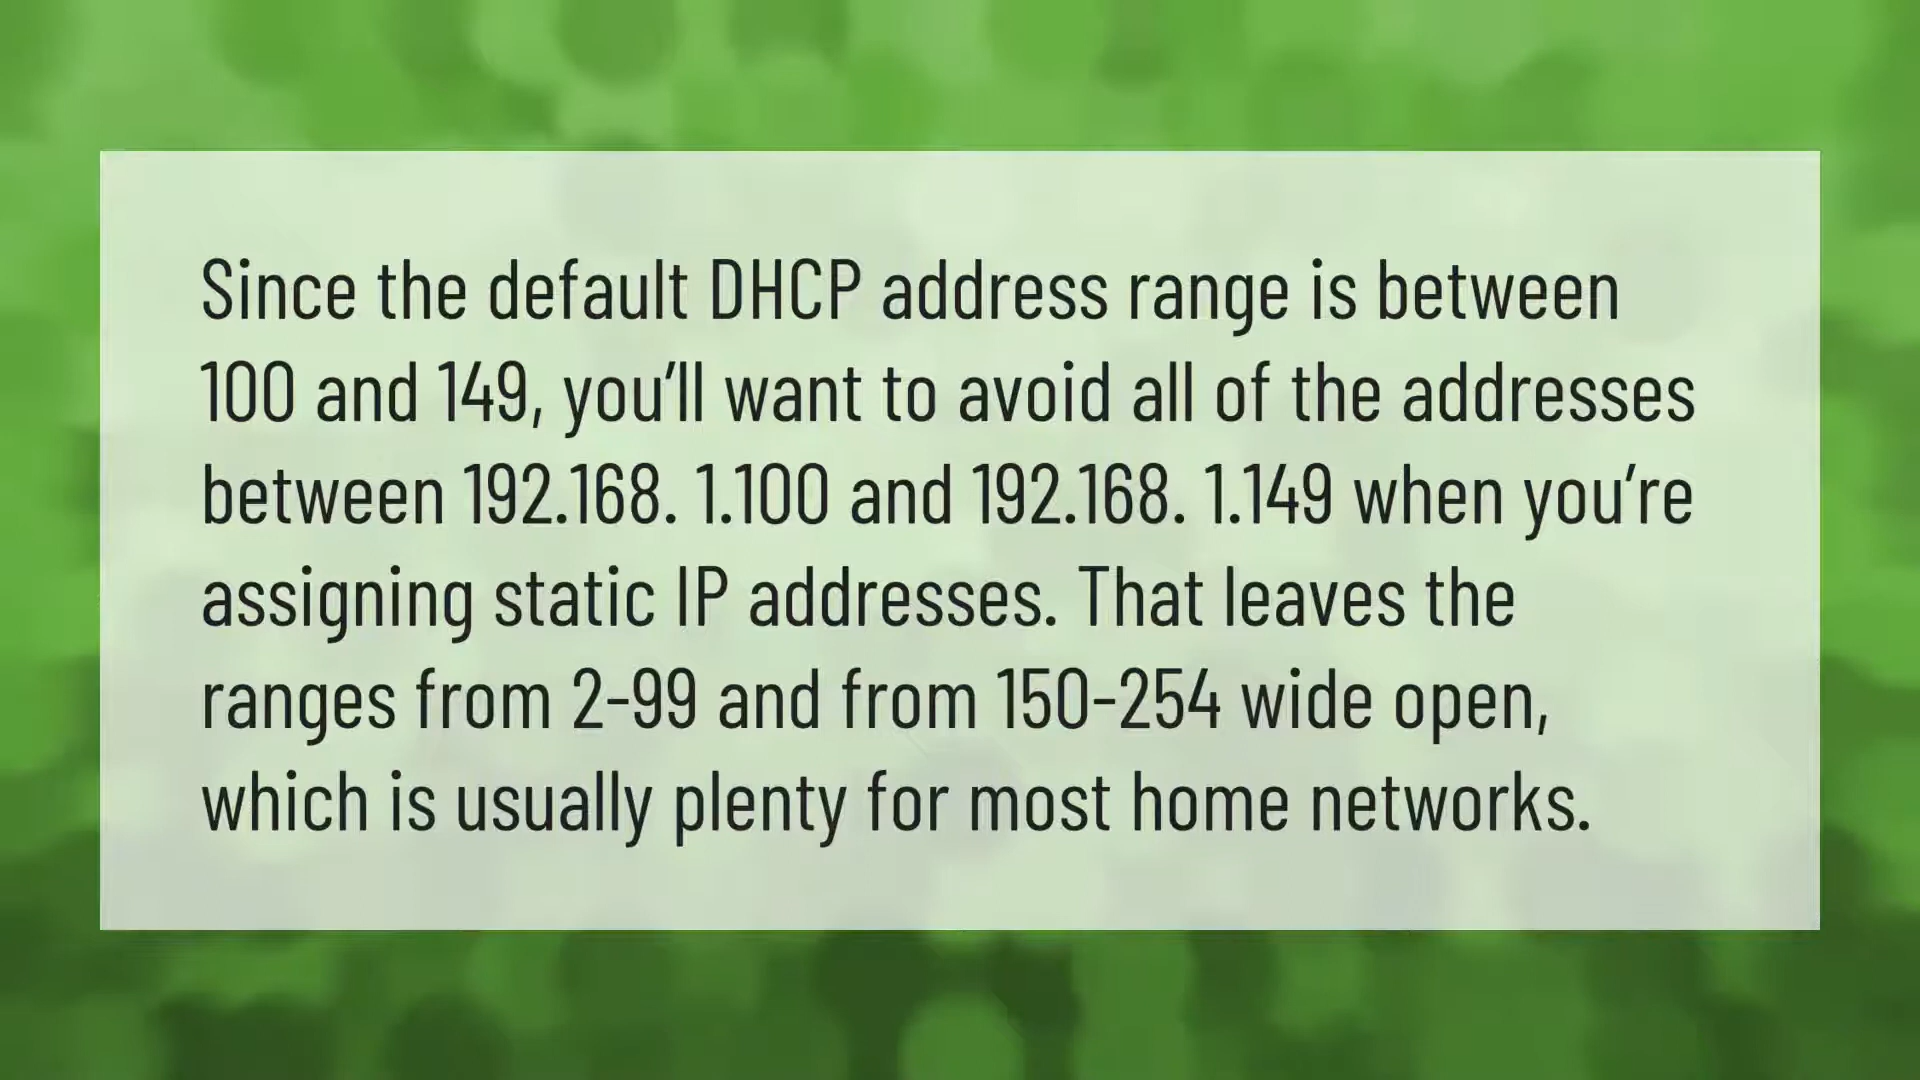 Since the default DHCP address range is between
100 and 149, you’ll want to avoid all of the addresses
between 192.168. 1.100 and 192.168. 1.149 when you’re
assigning static IP addresses. That leaves the
ranges from 2-99 and from 150-254 wide open,
which is usually plenty for most home networks.